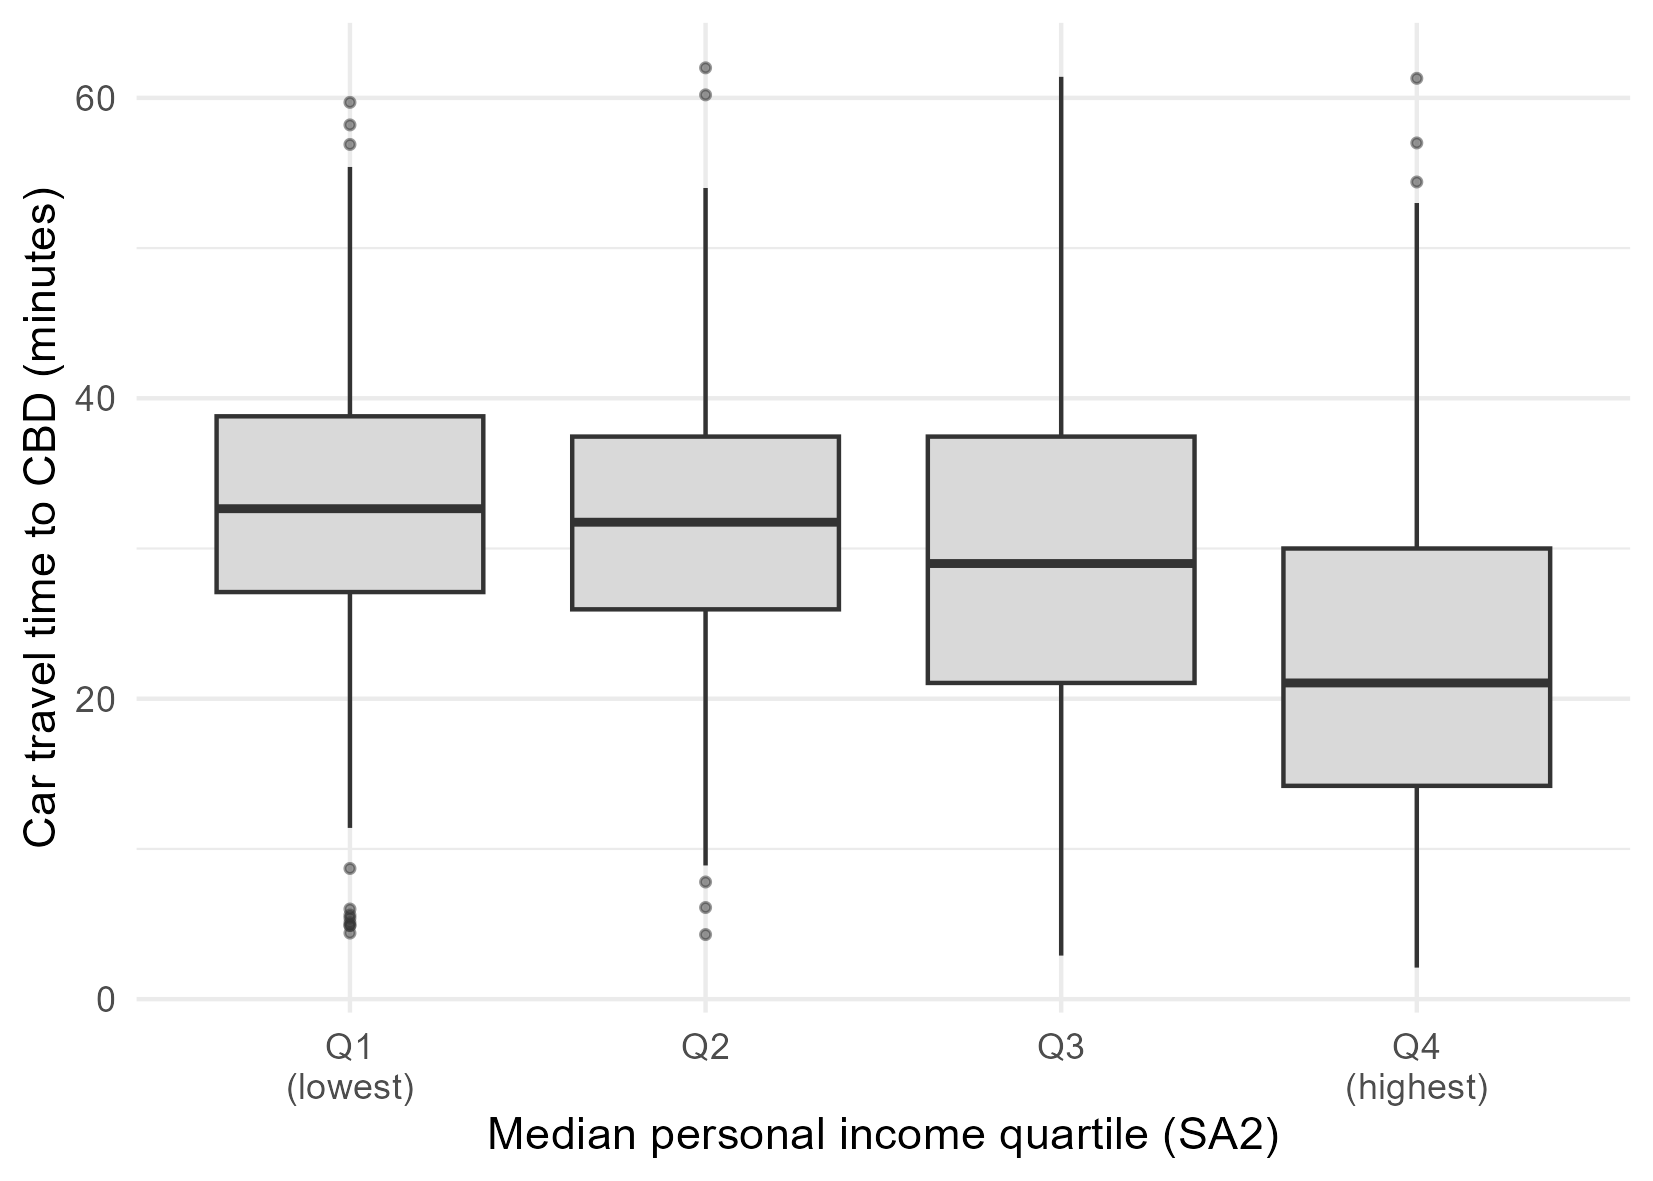 60
40
20
0
Car travel time to CBD (minutes)
Q1
(lowest)
Q2
Q3
Q4
(highest)
Median personal income quartile (SA2)